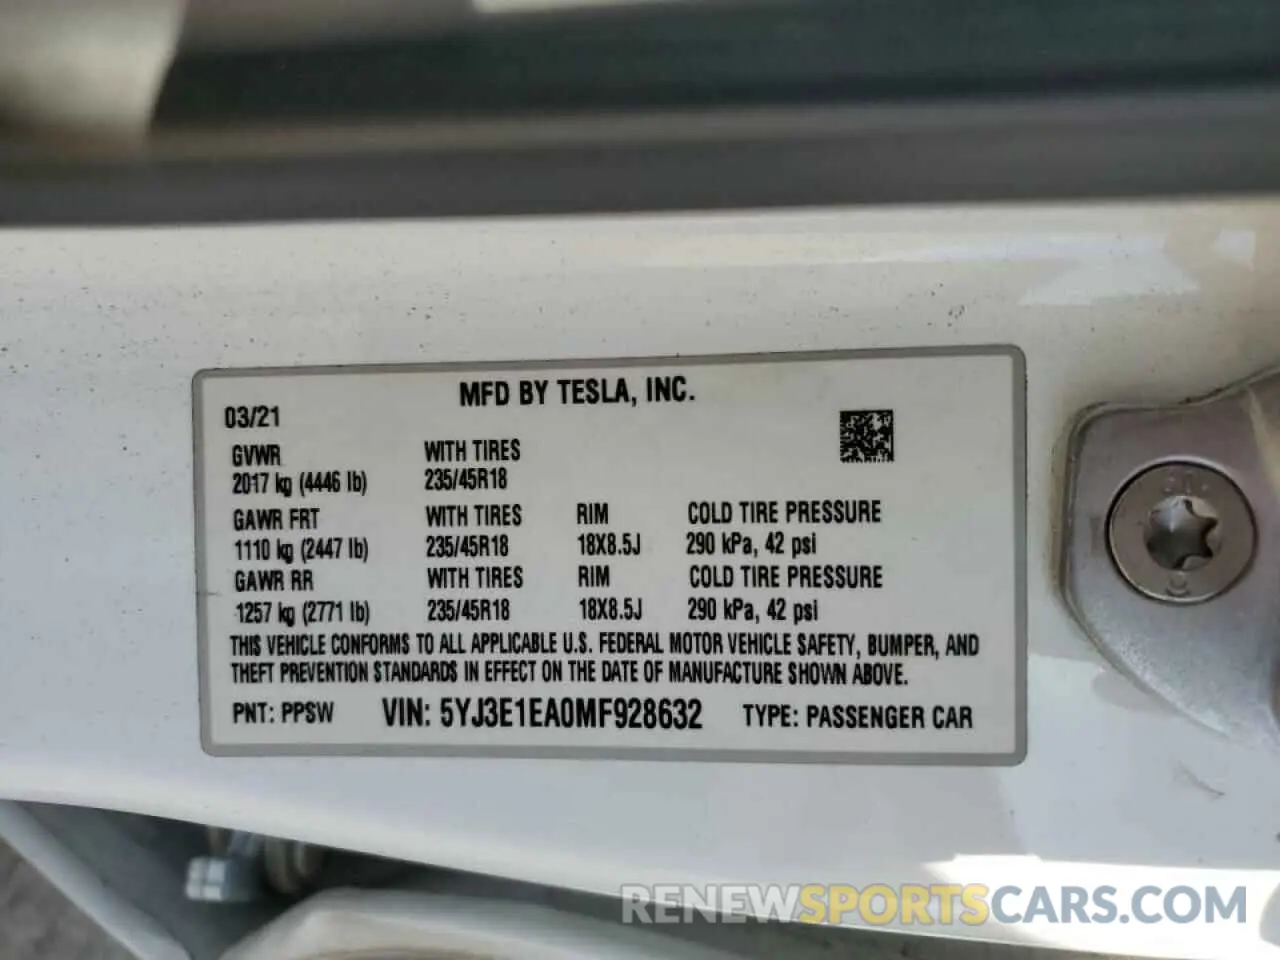 MFD BY TESLA, INC.
03/21
GVWR WITH TIRES
2017 kg (4446 lb) 235/45R18
GAWR FRT WITH TIRES RIM COLD TIRE PRESSURE
1110 kg (2447 lb) 235/45R18 18X8.5J 290 kPa, 42 psi
GAWR RR WITH TIRES RIM COLD TIRE PRESSURE
1257 kg (2771 lb) 235/45R18 18X8.5J 290 kPa, 42 psi
THIS VEHICLE CONFORMS TO ALL APPLICABLE U.S. FEDERAL MOTOR VEHICLE SAFETY, BUMPER, AND
THEFT PREVENTION STANDARDS IN EFFECT ON THE DATE OF MANUFACTURE SHOWN ABOVE.
PNT: PPSW VIN: 5YJ3E1EA0MF928632 TYPE: PASSENGER CAR
RENEWSPORTSCARS.COM